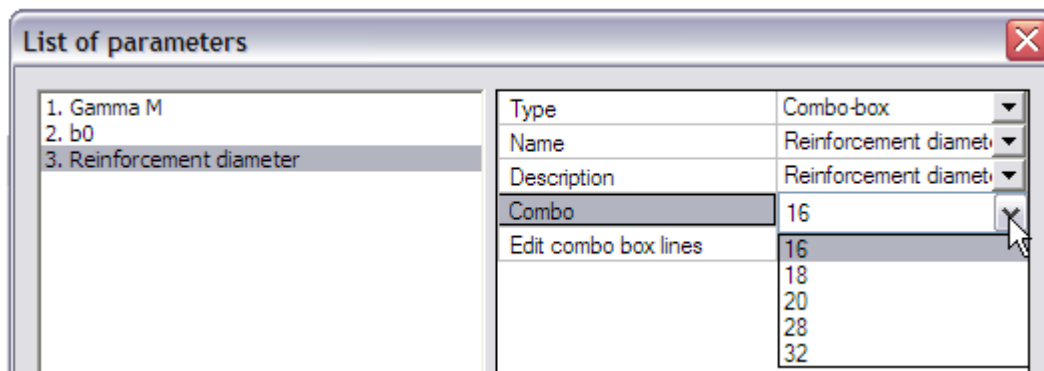 List of parameters
1. Gamma M
2. b0
3. Reinforcement diameter
Type Combo-box
Name Reinforcement diamet
Description Reinforcement diamet
Combo 16
Edit combo box lines
16
18
20
28
32